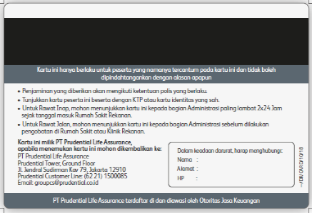 Kartu ini hanya berlaku untuk peserta yang namanya tercantum pada kartu ini dan tidak boleh
dipindahtangankan dengan alasan apapun
• Penjaminan yang diberikan akan mengikuti ketentuan polis yang berlaku.
• Tunjukkan kartu peserta ini beserta dengan KTP atau kartu identitas yang sah.
• Untuk Rawat Inap, mohon menunjukkan kartu ini kepada bagian Administrasi paling lambat 2x24 Jam
sejak tanggal masuk Rumah Sakit Rekanan.
• Untuk Rawat Jalan, mohon menunjukkan kartu ini kepada bagian Administrasi sebelum dilakukan
pengobatan di Rumah Sakit atau Klinik Rekanan.
Kartu ini milik PT Prudential Life Assurance,
apabila menemukan kartu ini mohon dikembalikan ke:
PT Prudential Life Assurance
Prudential Tower, Ground Floor
Jl. Jendral Sudirman Kav 79, Jakarta 12910
Prudential Customer Line: (62 21) 1500085
Email: groupcs@prudential.co.id
Dalam keadaan darurat, harap menghubungi:
Nama :
Alamat :
HP :
PT Prudential Life Assurance terdaftar di dan diawasi oleh Otoritas Jasa Keuangan